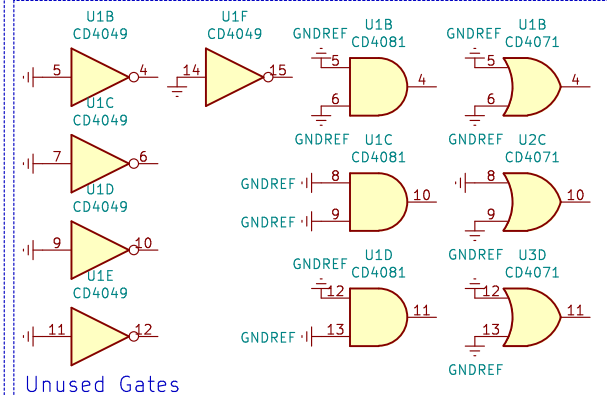 U1B
CD4049
5
4
U1F
CD4049
14
15
GNDREF
U1B
CD4081
5
6
4
GNDREF
GNDREF
U1B
CD4071
5
6
4
GNDREF
U1C
CD4049
7
6
U1C
CD4081
GNDREF
8
GNDREF
9
10
U2C
CD4071
8
9
10
GNDREF
U1D
CD4049
9
10
GNDREF
U1D
CD4081
12
GNDREF
13
11
U3D
CD4071
12
13
11
GNDREF
U1E
CD4049
11
12
Unused Gates